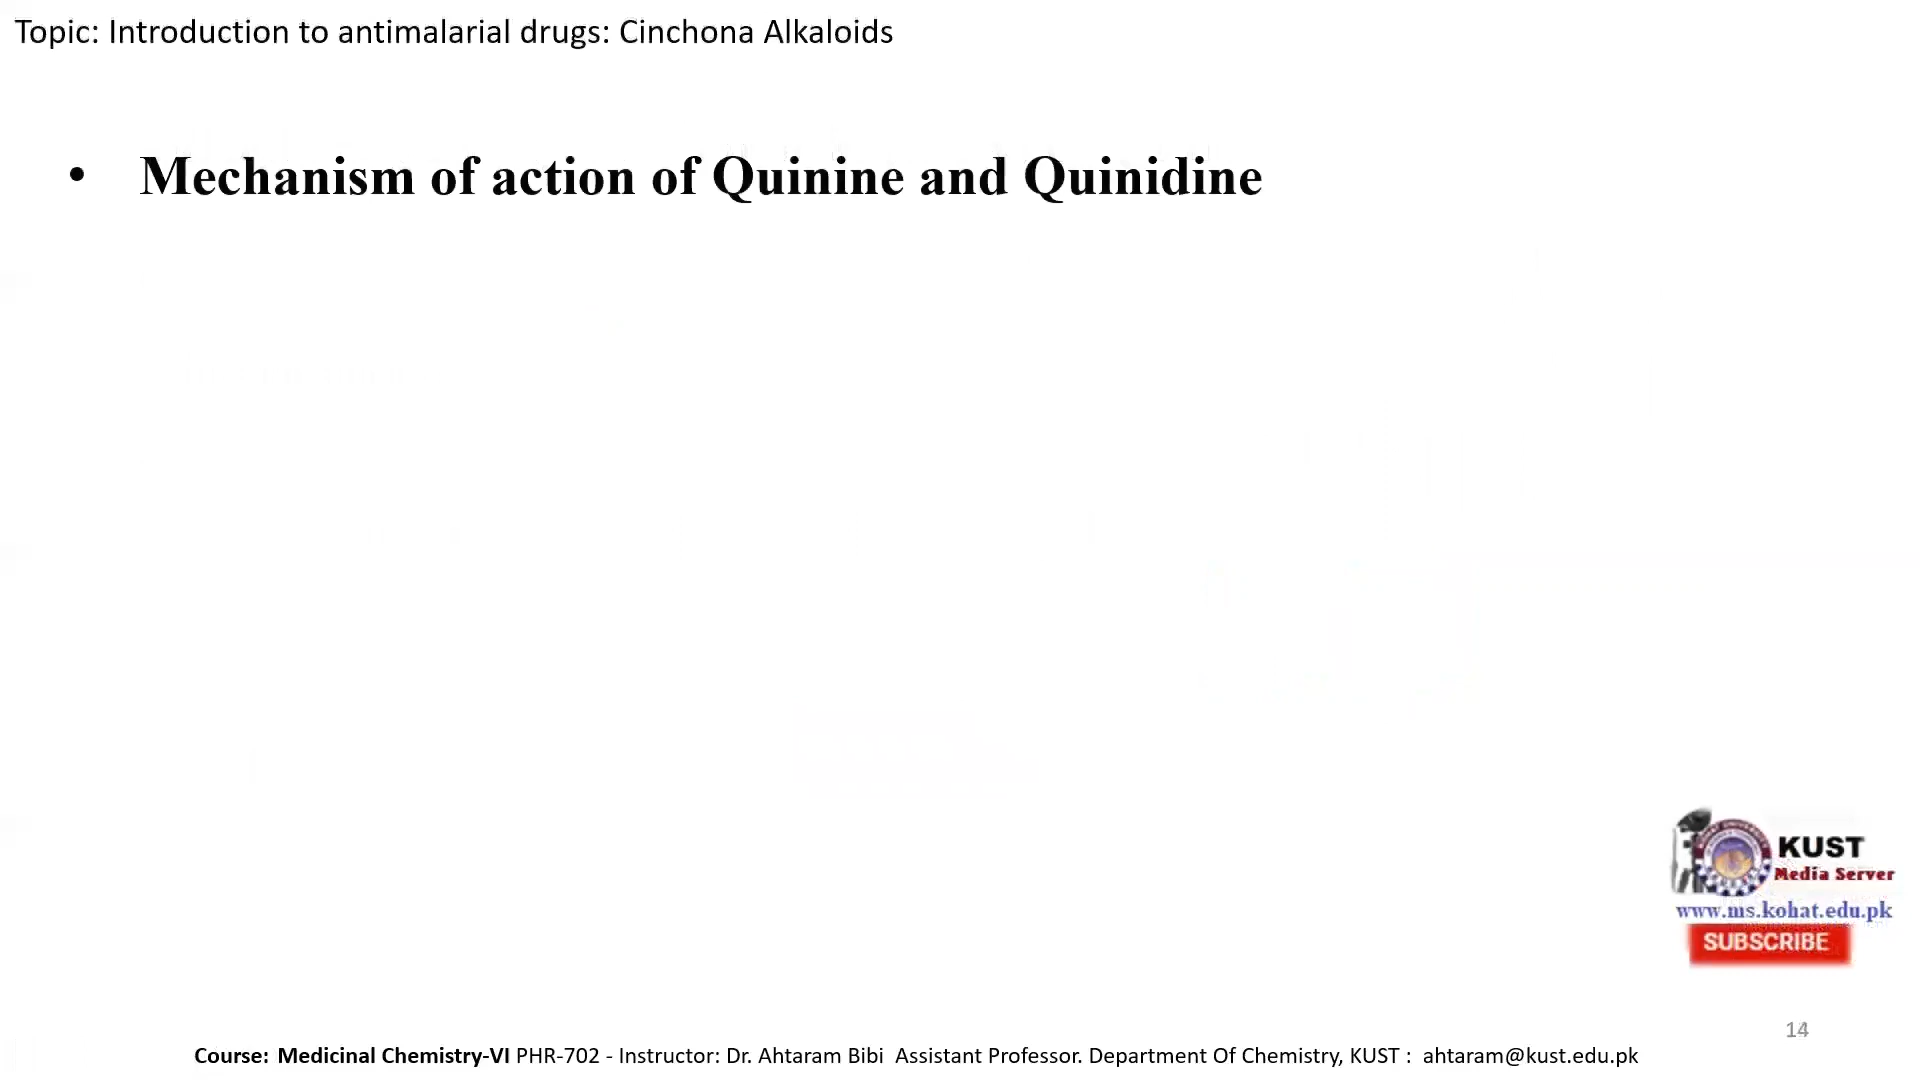 Topic: Introduction to antimalarial drugs: Cinchona Alkaloids
• Mechanism of action of Quinine and Quinidine
KUST
Media Server
www.ms.kohat.edu.pk
SUBSCRIBE
14
Course: Medicinal Chemistry-VI PHR-702 - Instructor: Dr. Ahtaram Bibi Assistant Professor. Department Of Chemistry, KUST : ahtaram@kust.edu.pk